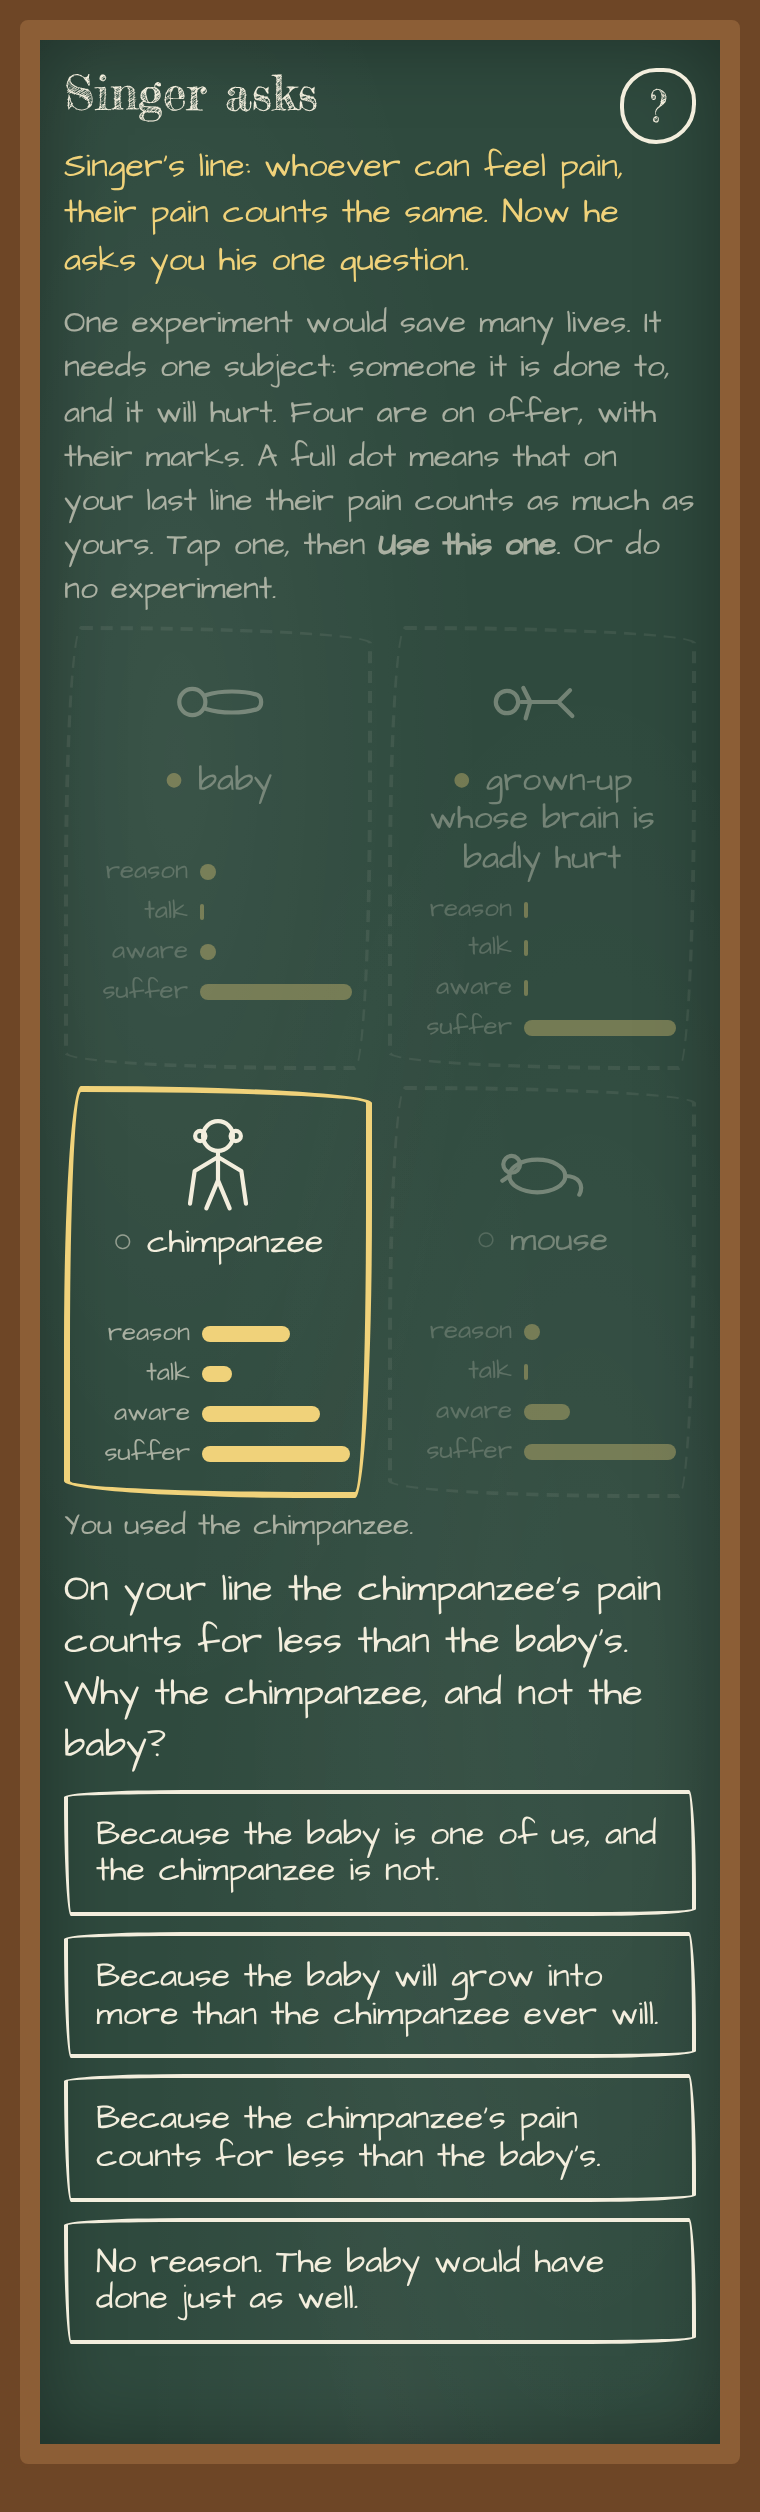 Singer asks
?
Singer's line: whoever can feel pain,
their pain counts the same. Now he
asks you his one question.
One experiment would save many lives. It
needs one subject: someone it is done to,
and it will hurt. Four are on offer, with
their marks. A full dot means that on
your last line their pain counts as much as
yours. Tap one, then Use this one. Or do
no experiment.
baby
reason
talk
aware
suffer
grown-up
whose brain is
badly hurt
reason
talk
aware
suffer
chimpanzee
reason
talk
aware
suffer
mouse
reason
talk
aware
suffer
You used the chimpanzee.
On your line the chimpanzee's pain
counts for less than the baby's.
Why the chimpanzee, and not the
baby?
Because the baby is one of us, and
the chimpanzee is not.
Because the baby will grow into
more than the chimpanzee ever will.
Because the chimpanzee's pain
counts for less than the baby's.
No reason. The baby would have
done just as well.